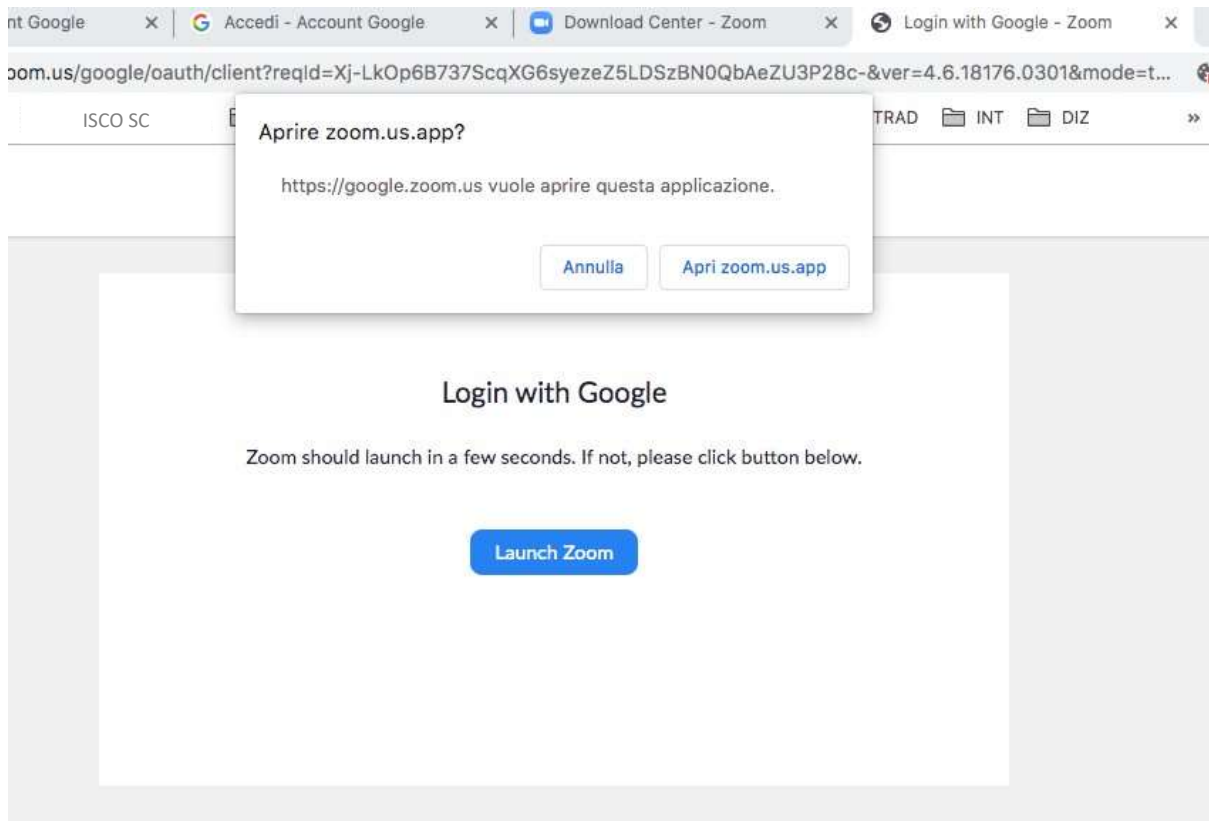 nt Google Accedi - Account Google Download Center - Zoom Login with Google - Zoom
oom.us/google/oauth/client?reqId=Xj-LkOp6B737ScqXG6syezeZ5LDSzBN0QbAeZU3P28c-&ver=4.6.18176.0301&mode=t...
ISCO SC TRAD INT DIZ »
Aprire zoom.us.app?
https://google.zoom.us vuole aprire questa applicazione.
Annulla Apri zoom.us.app
Login with Google
Zoom should launch in a few seconds. If not, please click button below.
Launch Zoom